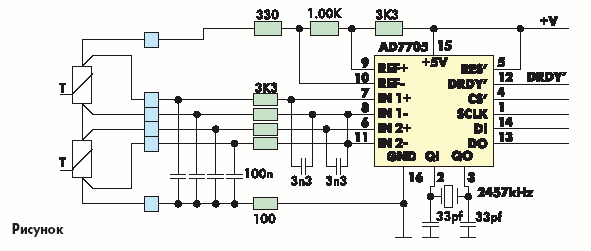 330 1.00K 3K3 +V
AD7705
15
9 REF+ +5V RES' 5
10 REF- DRDY' 12 DRDY'
T 3K3 7 IN 1+ CS' 4
8 IN 1- SCLK 1
6 IN 2+ DI 14
11 IN 2- DO 13
T GND QI QO
100n 3n3 3n3 16 2 3 2457kHz
100 33pf 33pf
Рисунок